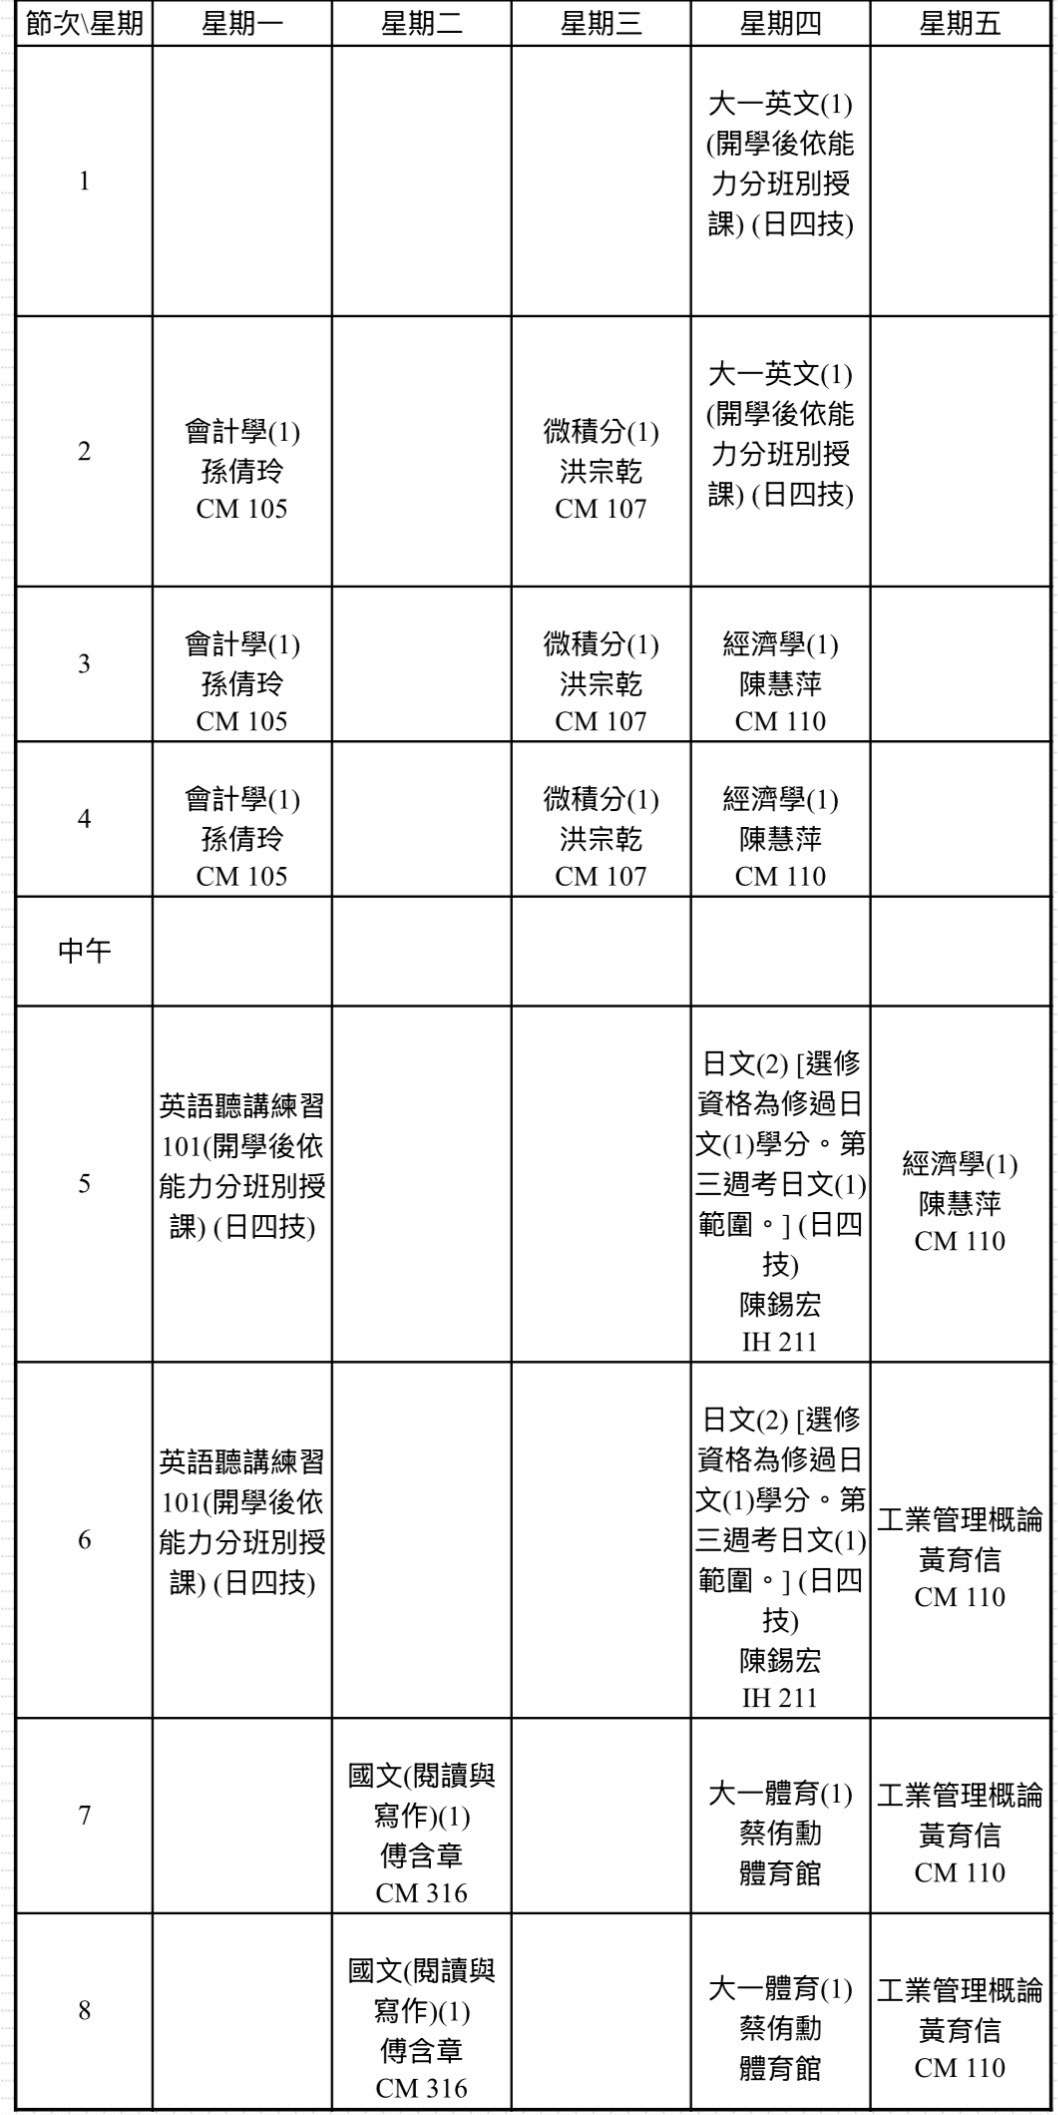 節次\星期 星期一 星期二 星期三 星期四 星期五
1
大一英文(1)
(開學後依能
力分班別授
課) (日四技)
2
會計學(1)
孫倩玲
CM 105
微積分(1)
洪宗乾
CM 107
大一英文(1)
(開學後依能
力分班別授
課) (日四技)
3
會計學(1)
孫倩玲
CM 105
微積分(1)
洪宗乾
CM 107
經濟學(1)
陳慧萍
CM 110
4
會計學(1)
孫倩玲
CM 105
微積分(1)
洪宗乾
CM 107
經濟學(1)
陳慧萍
CM 110
中午
5
英語聽講練習
101(開學後依
能力分班別授
課) (日四技)
日文(2) [選修
資格為修過日
文(1)學分。第
三週考日文(1)
範圍。] (日四
技)
陳錫宏
IH 211
經濟學(1)
陳慧萍
CM 110
6
英語聽講練習
101(開學後依
能力分班別授
課) (日四技)
日文(2) [選修
資格為修過日
文(1)學分。第
三週考日文(1)
範圍。] (日四
技)
陳錫宏
IH 211
工業管理概論
黃育信
CM 110
7
國文(閱讀與
寫作)(1)
傅含章
CM 316
大一體育(1)
蔡侑勳
體育館
工業管理概論
黃育信
CM 110
8
國文(閱讀與
寫作)(1)
傅含章
CM 316
大一體育(1)
蔡侑勳
體育館
工業管理概論
黃育信
CM 110